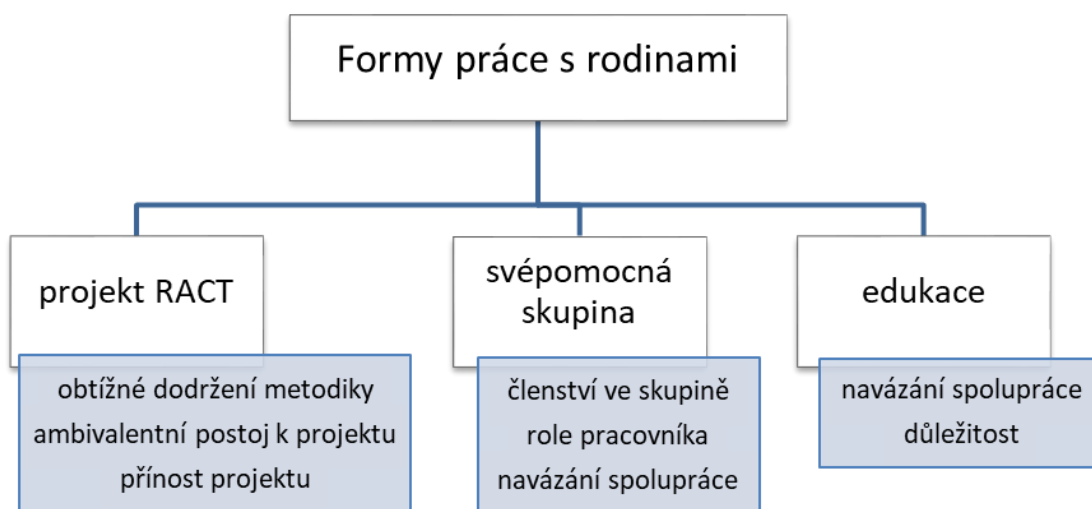 Formy práce s rodinami
projekt RACT
obtížné dodržení metodiky
ambivalentní postoj k projektu
přínost projektu
svépomocná
skupina
členství ve skupině
role pracovníka
navázání spolupráce
edukace
navázání spolupráce
důležitost